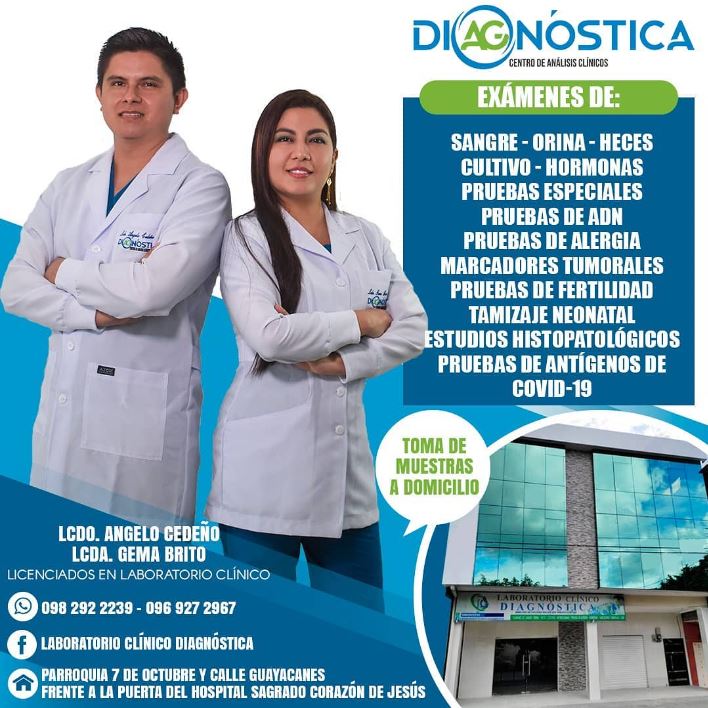 DIAGNÓSTICA
CENTRO DE ANÁLISIS CLÍNICOS
EXÁMENES DE:
SANGRE - ORINA - HECES
CULTIVO - HORMONAS
PRUEBAS ESPECIALES
PRUEBAS DE ADN
PRUEBAS DE ALERGIA
MARCADORES TUMORALES
PRUEBAS DE FERTILIDAD
TAMIZAJE NEONATAL
ESTUDIOS HISTOPATOLÓGICOS
PRUEBAS DE ANTÍGENOS DE
COVID-19
DIAGNÓSTICA
TOMA DE
MUESTRAS
A DOMICILIO
LABORATORIO CLÍNICO
DIAGNÓSTICA
LCDO. ANGELO CEDEÑO
LCDA. GEMA BRITO
LICENCIADOS EN LABORATORIO CLÍNICO
098 292 2239 - 096 927 2967
LABORATORIO CLÍNICO DIAGNÓSTICA
PARROQUIA 7 DE OCTUBRE Y CALLE GUAYACANES
FRENTE A LA PUERTA DEL HOSPITAL SAGRADO CORAZÓN DE JESÚS